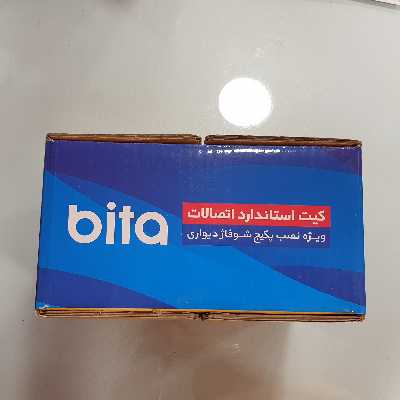 bita
کیت استاندارد اتصالات
ویژه نصب پکیج شوفاژ دیواری